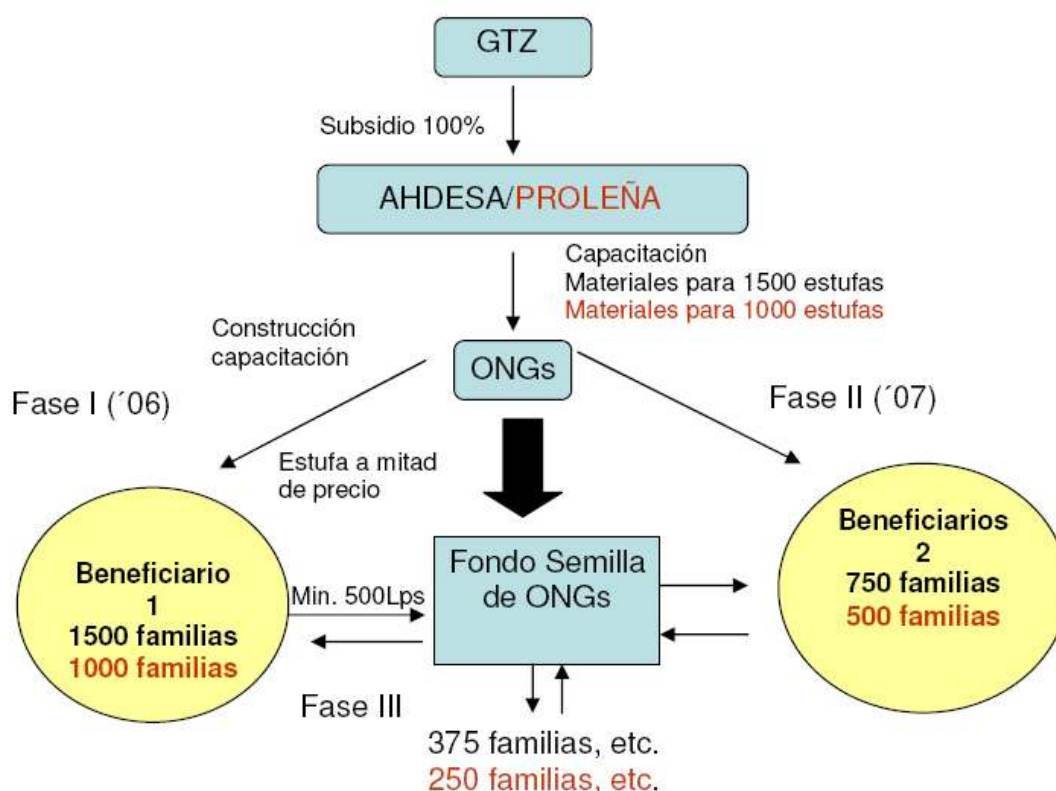 GTZ
Subsidio 100%
AHDESA/PROLEÑA
Capacitación
Materiales para 1500 estufas
Materiales para 1000 estufas
Construcción
capacitación
ONGs
Fase I (´06)
Fase II (´07)
Estufa a mitad
de precio
Beneficiario
1
1500 familias
1000 familias
Min. 500Lps
Fondo Semilla
de ONGs
Beneficiarios
2
750 familias
500 familias
Fase III
375 familias, etc.
250 familias, etc.